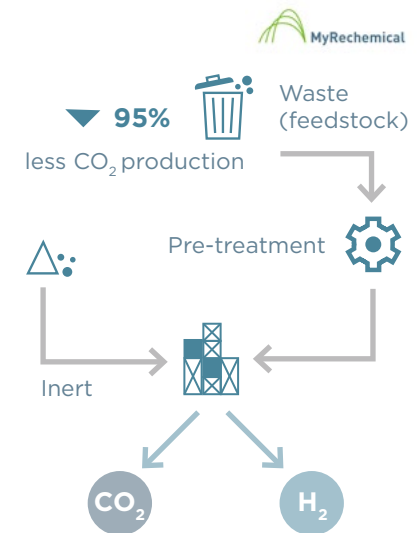 MyRechemical
Waste
(feedstock)
95%
less CO₂ production
Pre-treatment
Inert
CO₂
H₂